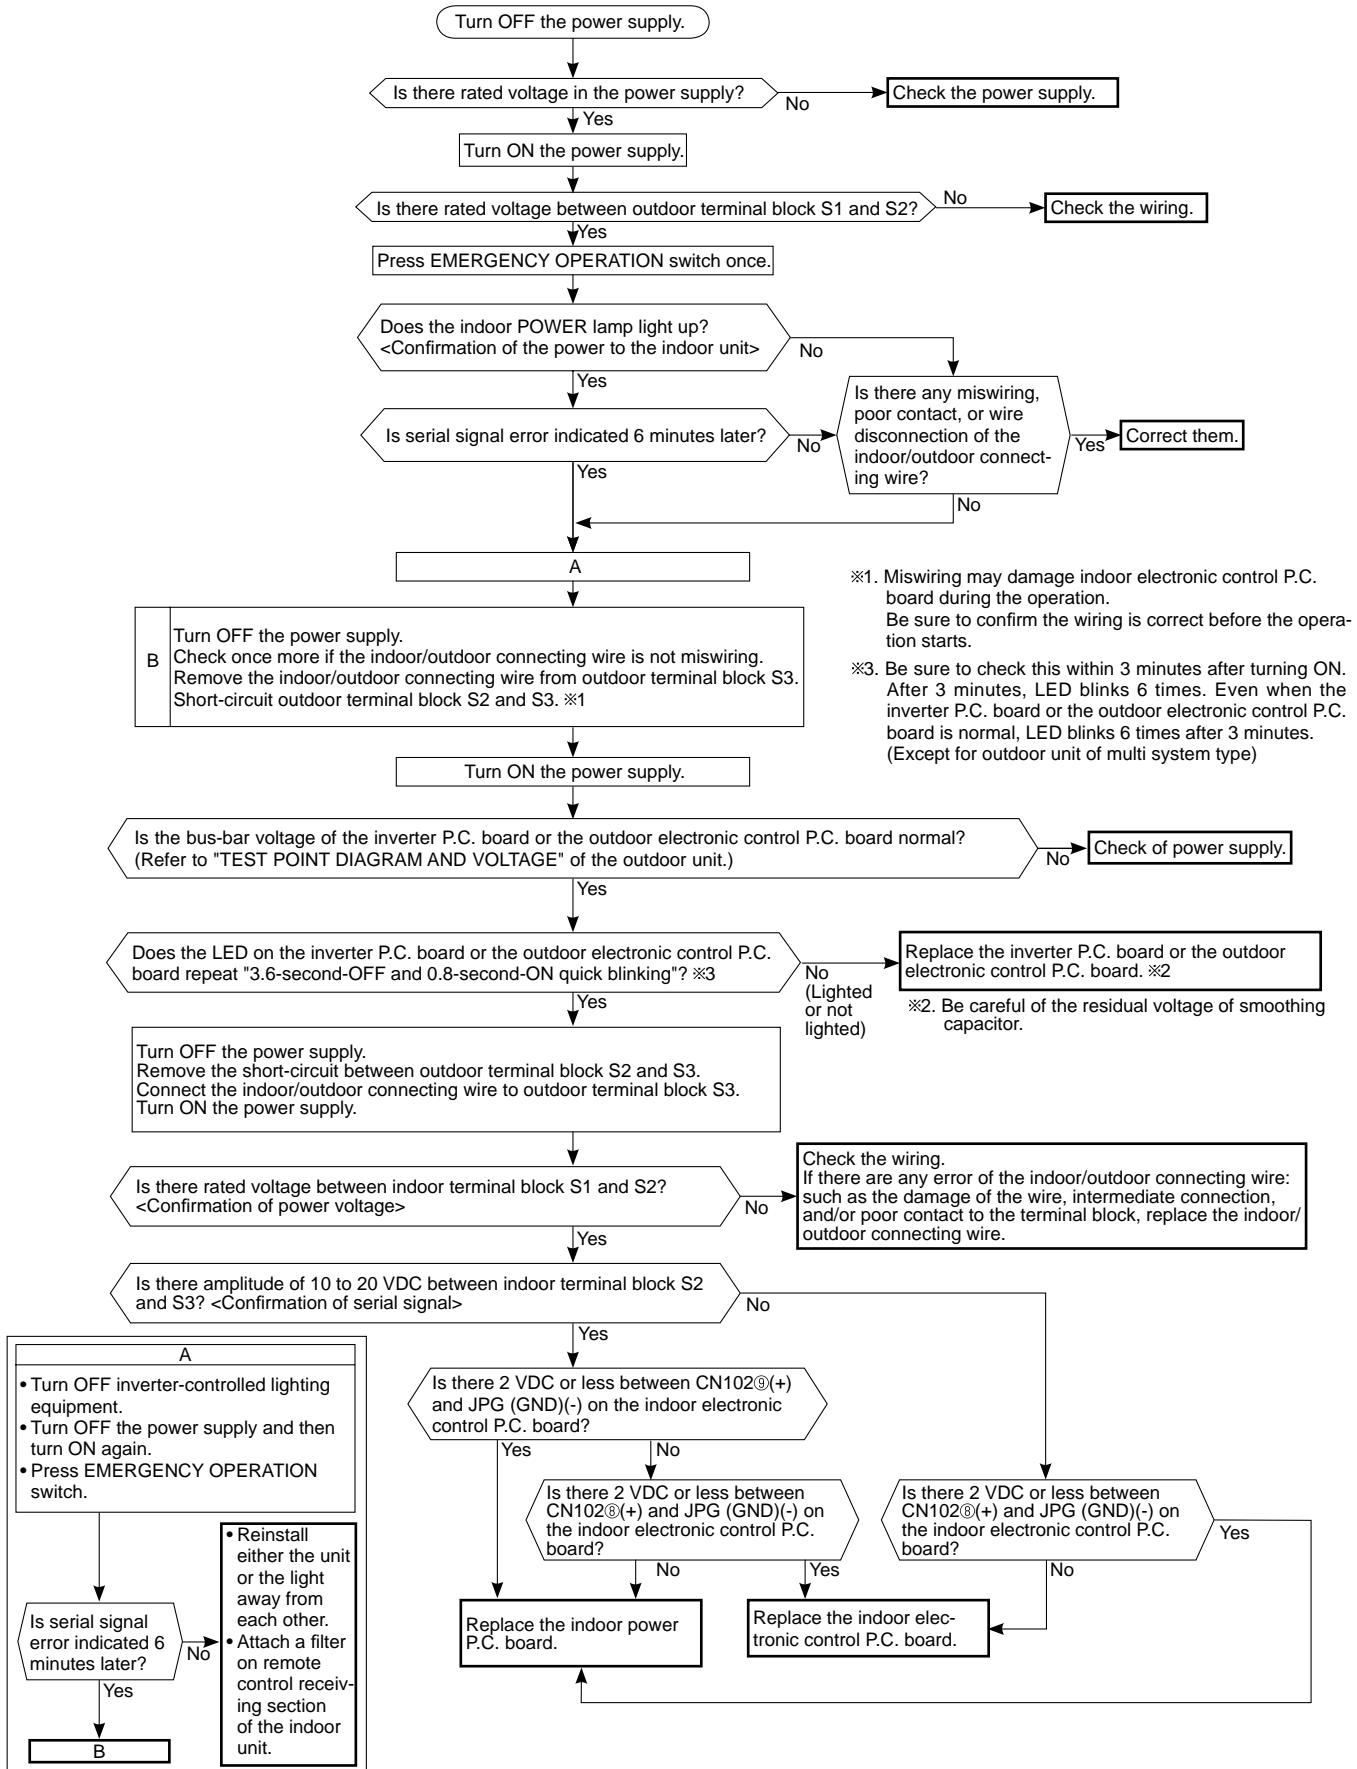 Turn OFF the power supply.
Is there rated voltage in the power supply?
No
Check the power supply.
Yes
Turn ON the power supply.
Is there rated voltage between outdoor terminal block S1 and S2?
No
Check the wiring.
Yes
Press EMERGENCY OPERATION switch once.
Does the indoor POWER lamp light up?
<Confirmation of the power to the indoor unit>
No
Yes
Is serial signal error indicated 6 minutes later?
No
Is there any miswiring,
poor contact, or wire
disconnection of the
indoor/outdoor connect-
ing wire?
Yes
Correct them.
Yes
No
A
※1. Miswiring may damage indoor electronic control P.C.
board during the operation.
Be sure to confirm the wiring is correct before the opera-
tion starts.
※3. Be sure to check this within 3 minutes after turning ON.
After 3 minutes, LED blinks 6 times. Even when the
inverter P.C. board or the outdoor electronic control P.C.
board is normal, LED blinks 6 times after 3 minutes.
(Except for outdoor unit of multi system type)
B
Turn OFF the power supply.
Check once more if the indoor/outdoor connecting wire is not miswiring.
Remove the indoor/outdoor connecting wire from outdoor terminal block S3.
Short-circuit outdoor terminal block S2 and S3. ※1
Turn ON the power supply.
Is the bus-bar voltage of the inverter P.C. board or the outdoor electronic control P.C. board normal?
(Refer to "TEST POINT DIAGRAM AND VOLTAGE" of the outdoor unit.)
No
Check of power supply.
Yes
Does the LED on the inverter P.C. board or the outdoor electronic control P.C.
board repeat "3.6-second-OFF and 0.8-second-ON quick blinking"? ※3
No
(Lighted
or not
lighted)
Replace the inverter P.C. board or the outdoor
electronic control P.C. board. ※2
※2. Be careful of the residual voltage of smoothing
capacitor.
Yes
Turn OFF the power supply.
Remove the short-circuit between outdoor terminal block S2 and S3.
Connect the indoor/outdoor connecting wire to outdoor terminal block S3.
Turn ON the power supply.
Is there rated voltage between indoor terminal block S1 and S2?
<Confirmation of power voltage>
No
Check the wiring.
If there are any error of the indoor/outdoor connecting wire:
such as the damage of the wire, intermediate connection,
and/or poor contact to the terminal block, replace the indoor/
outdoor connecting wire.
Yes
Is there amplitude of 10 to 20 VDC between indoor terminal block S2
and S3? <Confirmation of serial signal>
No
Yes
Is there 2 VDC or less between CN102⑨(+)
and JPG (GND)(-) on the indoor electronic
control P.C. board?
Yes
No
Is there 2 VDC or less between
CN102⑧(+) and JPG (GND)(-) on
the indoor electronic control P.C.
board?
No
Yes
Is there 2 VDC or less between
CN102⑧(+) and JPG (GND)(-) on
the indoor electronic control P.C.
board?
Yes
No
Replace the indoor power
P.C. board.
Replace the indoor elec-
tronic control P.C. board.
A
• Turn OFF inverter-controlled lighting
equipment.
• Turn OFF the power supply and then
turn ON again.
• Press EMERGENCY OPERATION
switch.
Is serial signal
error indicated 6
minutes later?
No
• Reinstall
either the unit
or the light
away from
each other.
• Attach a filter
on remote
control receiv-
ing section
of the indoor
unit.
Yes
B